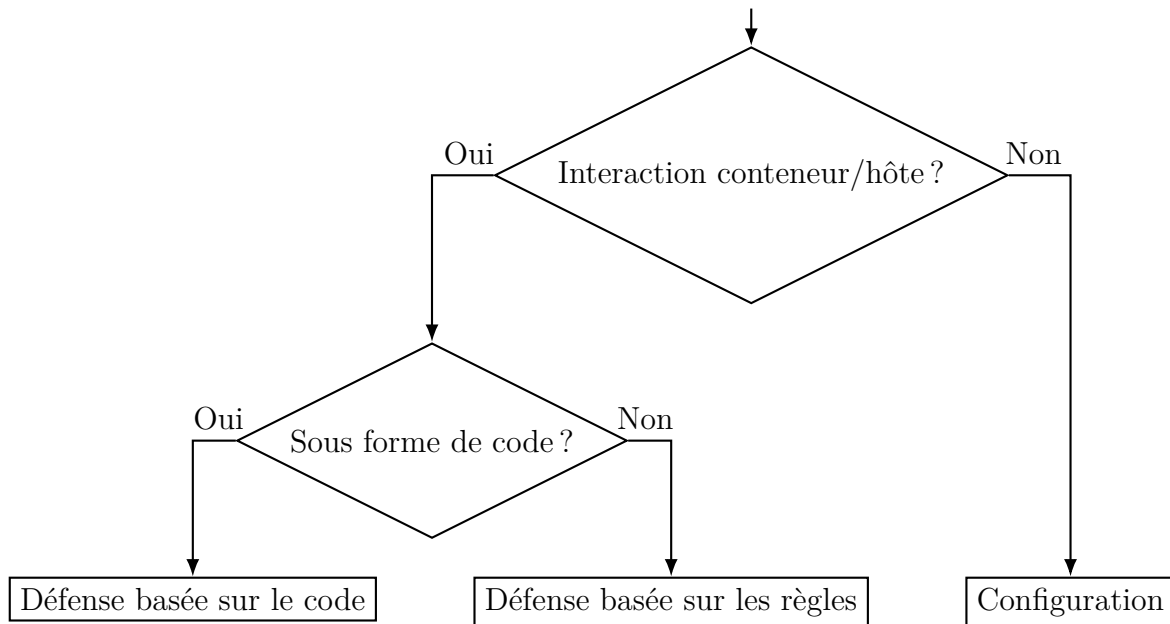 Oui
Interaction conteneur/hôte ?
Non
Oui
Sous forme de code ?
Non
Défense basée sur le code
Défense basée sur les règles
Configuration